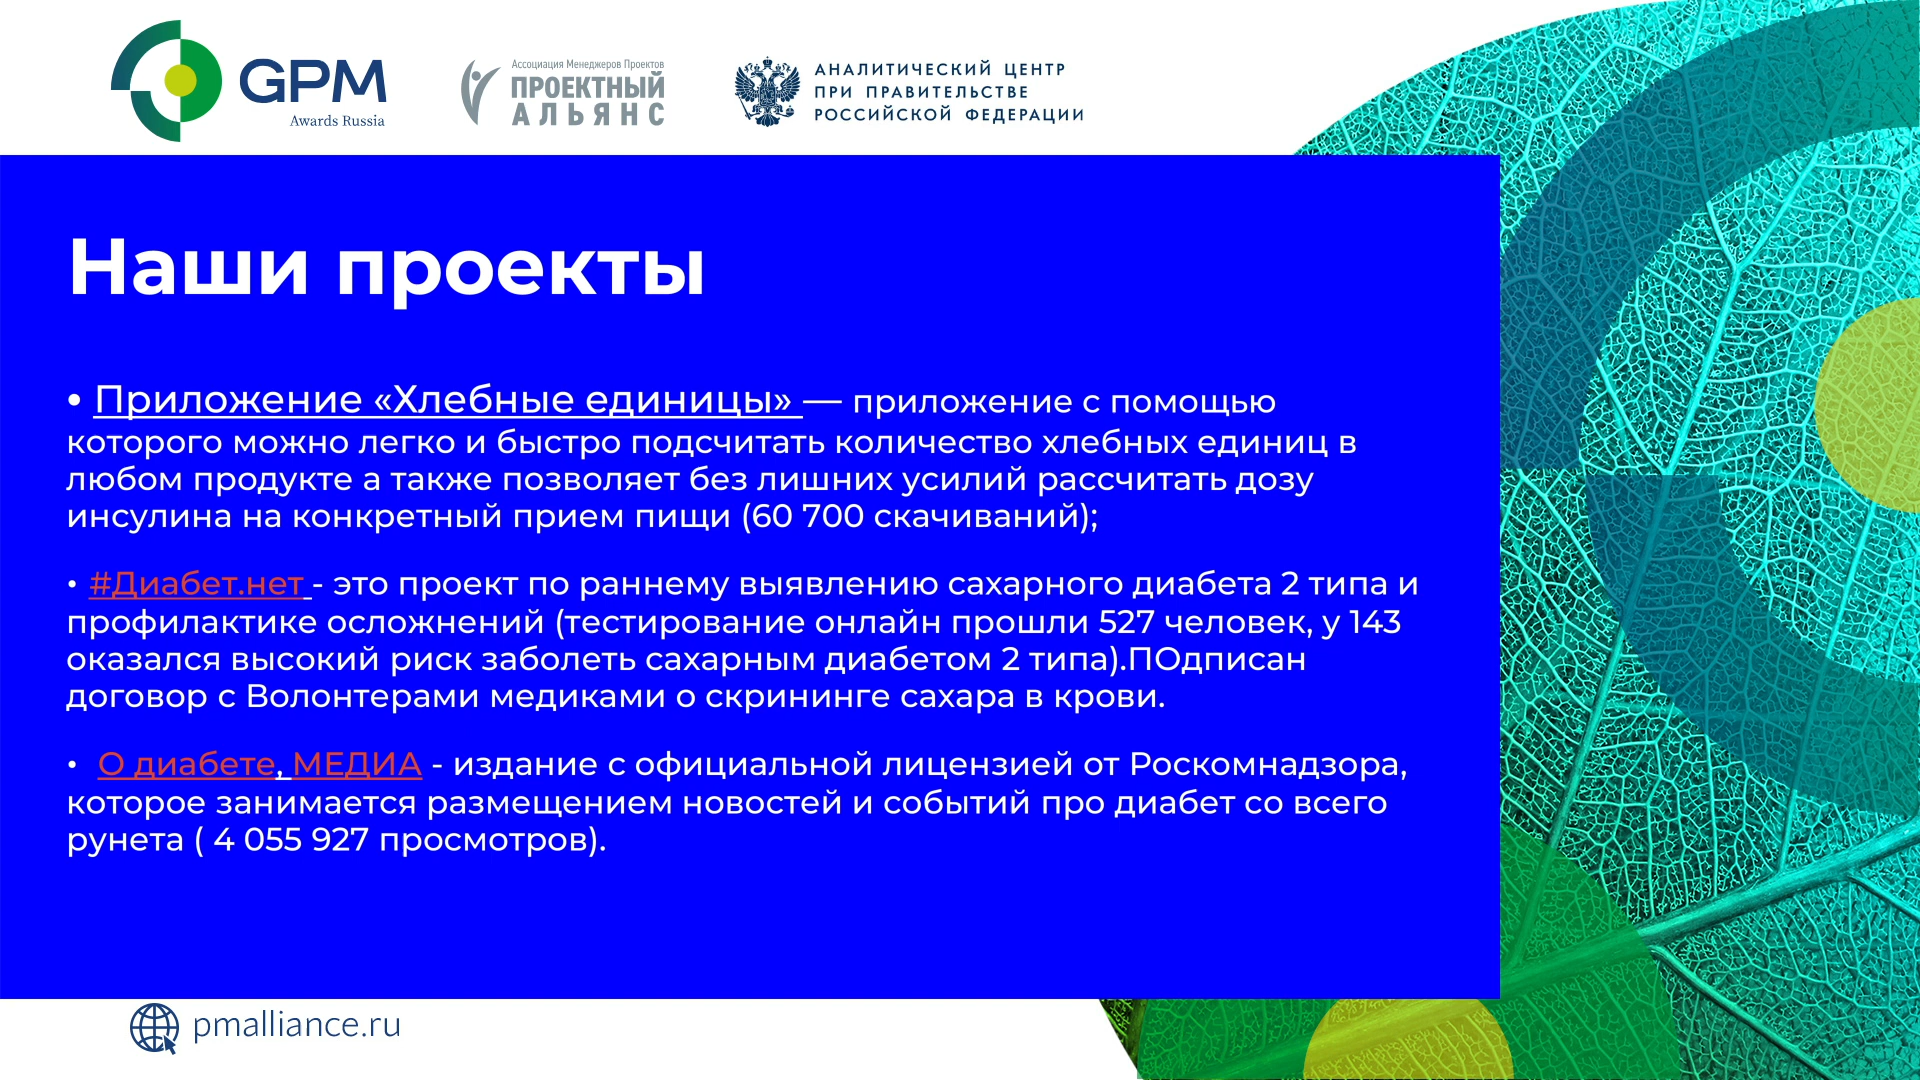 GPM
Awards Russia
Ассоциация Менеджеров Проектов
ПРОЕКТНЫЙ
АЛЬЯНС
АНАЛИТИЧЕСКИЙ ЦЕНТР
ПРИ ПРАВИТЕЛЬСТВЕ
РОССИЙСКОЙ ФЕДЕРАЦИИ
Наши проекты
• Приложение «Хлебные единицы» — приложение с помощью
которого можно легко и быстро подсчитать количество хлебных единиц в
любом продукте а также позволяет без лишних усилий рассчитать дозу
инсулина на конкретный прием пищи (60 700 скачиваний);
• #Диабет.нет - это проект по раннему выявлению сахарного диабета 2 типа и
профилактике осложнений (тестирование онлайн прошли 527 человек, у 143
оказался высокий риск заболеть сахарным диабетом 2 типа).ПОдписан
договор с Волонтерами медиками о скрининге сахара в крови.
• О диабете, МЕДИА - издание с официальной лицензией от Роскомнадзора,
которое занимается размещением новостей и событий про диабет со всего
рунета ( 4 055 927 просмотров).
pmalliance.ru